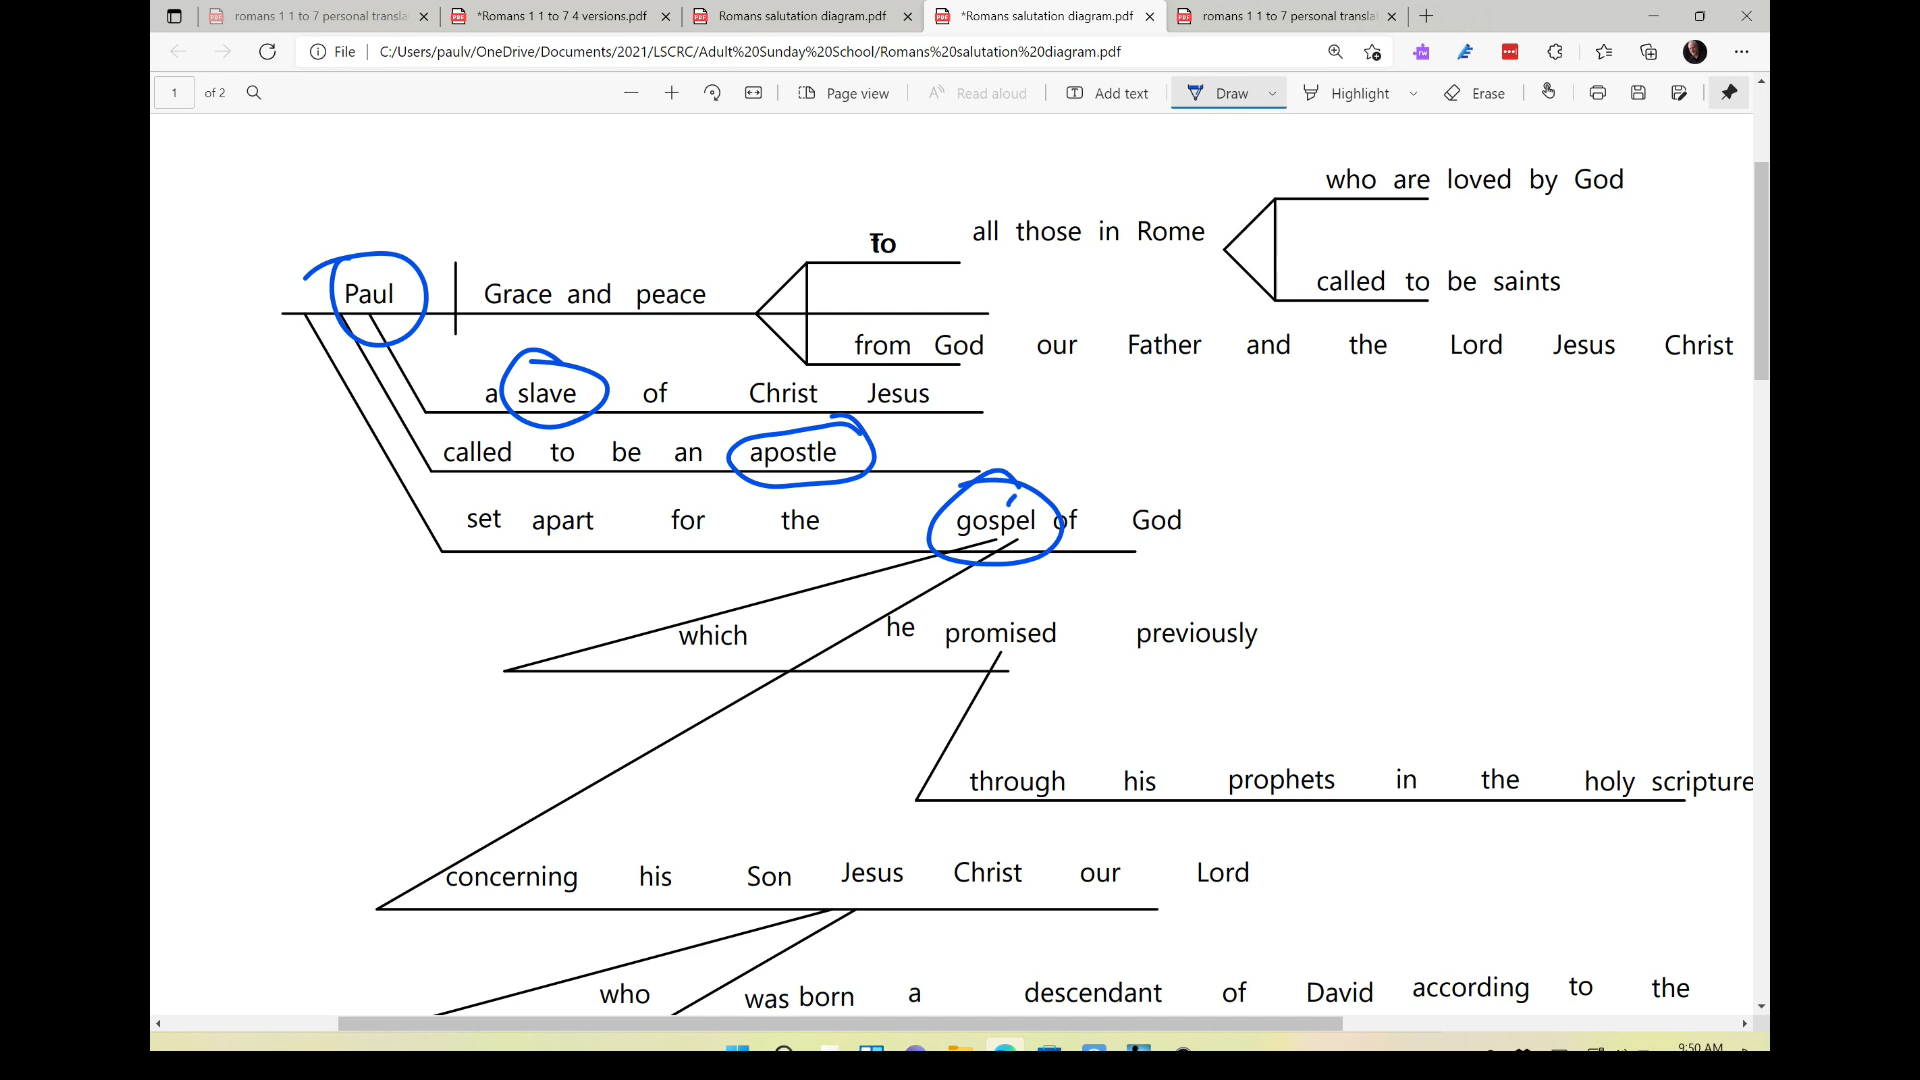 romans 1 1 to 7 personal transla
*Romans 1 1 to 7 4 versions.pdf
Romans salutation diagram.pdf
*Romans salutation diagram.pdf
romans 1 1 to 7 personal transla
File
C:/Users/paulv/OneDrive/Documents/2021/LSCRC/Adult%20Sunday%20School/Romans%20salutation%20diagram.pdf
1 of 2
Page view
Read aloud
Add text
Draw
Highlight
Erase
who are loved by God
to all those in Rome
called to be saints
Paul Grace and peace
from God our Father and the Lord Jesus Christ
a slave of Christ Jesus
called to be an apostle
set apart for the gospel of God
which he promised previously
through his prophets in the holy scripture
concerning his Son Jesus Christ our Lord
who was born a descendant of David according to the
9:50 AM